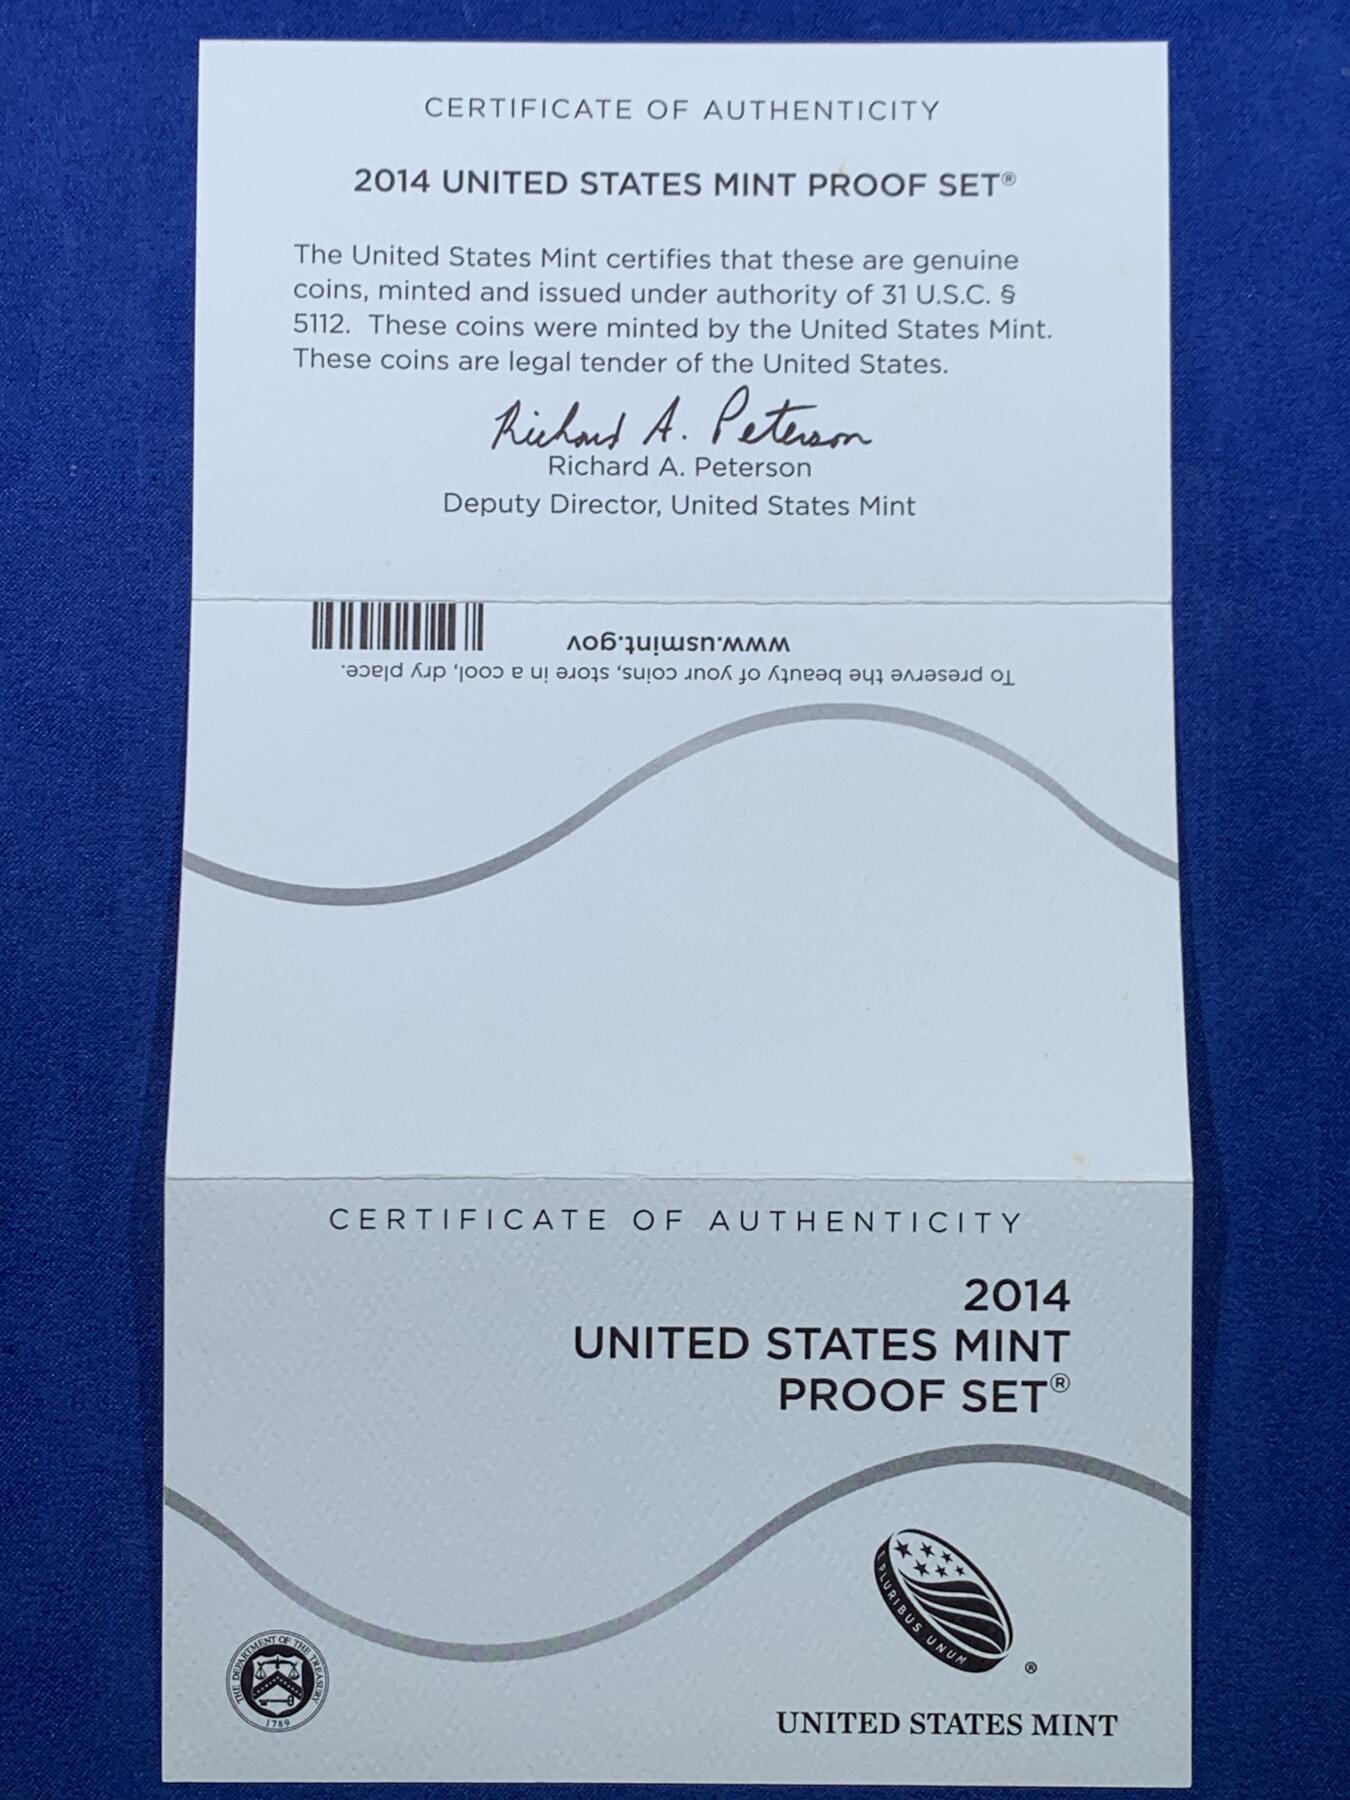 CERTIFICATE OF AUTHENTICITY
2014 UNITED STATES MINT PROOF SET®
The United States Mint certifies that these are genuine
coins, minted and issued under authority of 31 U.S.C. §
5112.  These coins were minted by the United States Mint.
These coins are legal tender of the United States.
Richard A. Peterson
Richard A. Peterson
Deputy Director, United States Mint
To preserve the beauty of your coins, store in a cool, dry place.
www.usmint.gov
CERTIFICATE OF AUTHENTICITY
2014
UNITED STATES MINT
PROOF SET®
E PLURIBUS UNUM
®
THE DEPARTMENT OF THE TREASURY
1789
UNITED STATES MINT